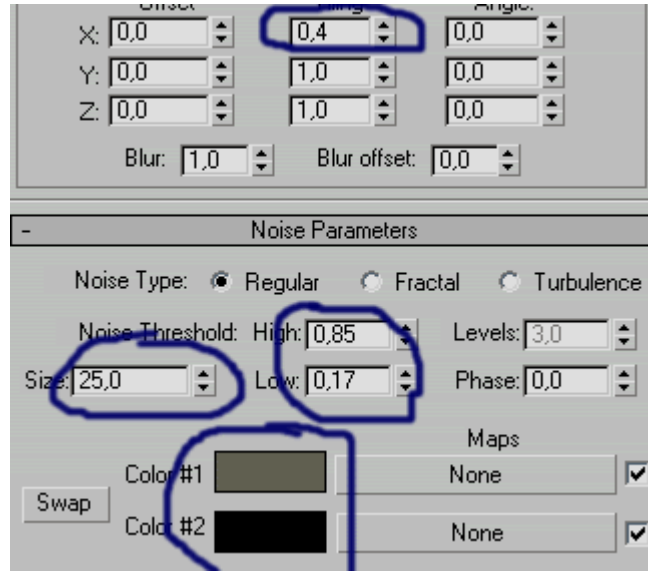 Offset Tiling: Angle:
X: 0,0 0,4 0,0
Y: 0,0 1,0 0,0
Z: 0,0 1,0 0,0
Blur: 1,0 Blur offset: 0,0
- Noise Parameters
Noise Type: Regular Fractal Turbulence
Noise Threshold: High: 0,85 Levels: 3,0
Size: 25,0 Low: 0,17 Phase: 0,0
Maps
Color #1 None
Swap
Color #2 None